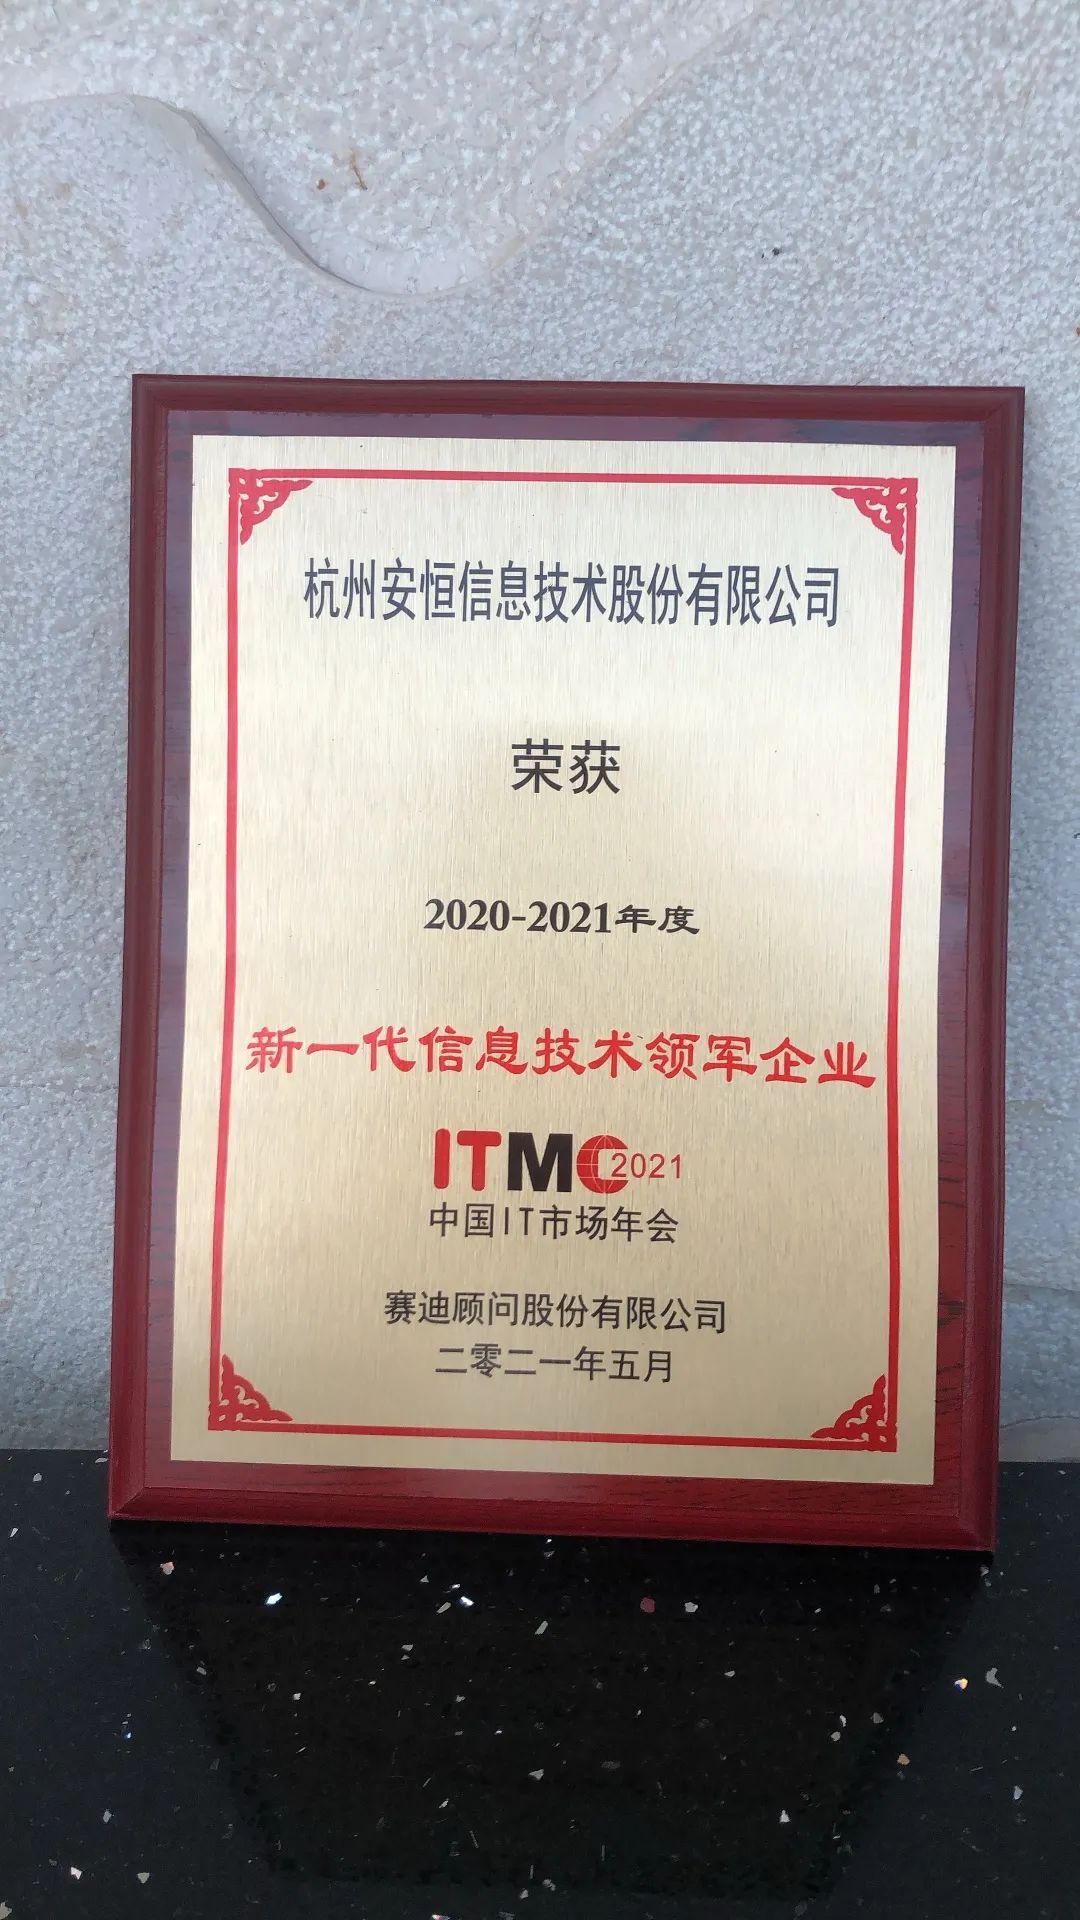 杭州安恒信息技术股份有限公司
荣获
2020-2021年度
新一代信息技术领军企业
ITMC2021
中国IT市场年会
赛迪顾问股份有限公司
二零二一年五月